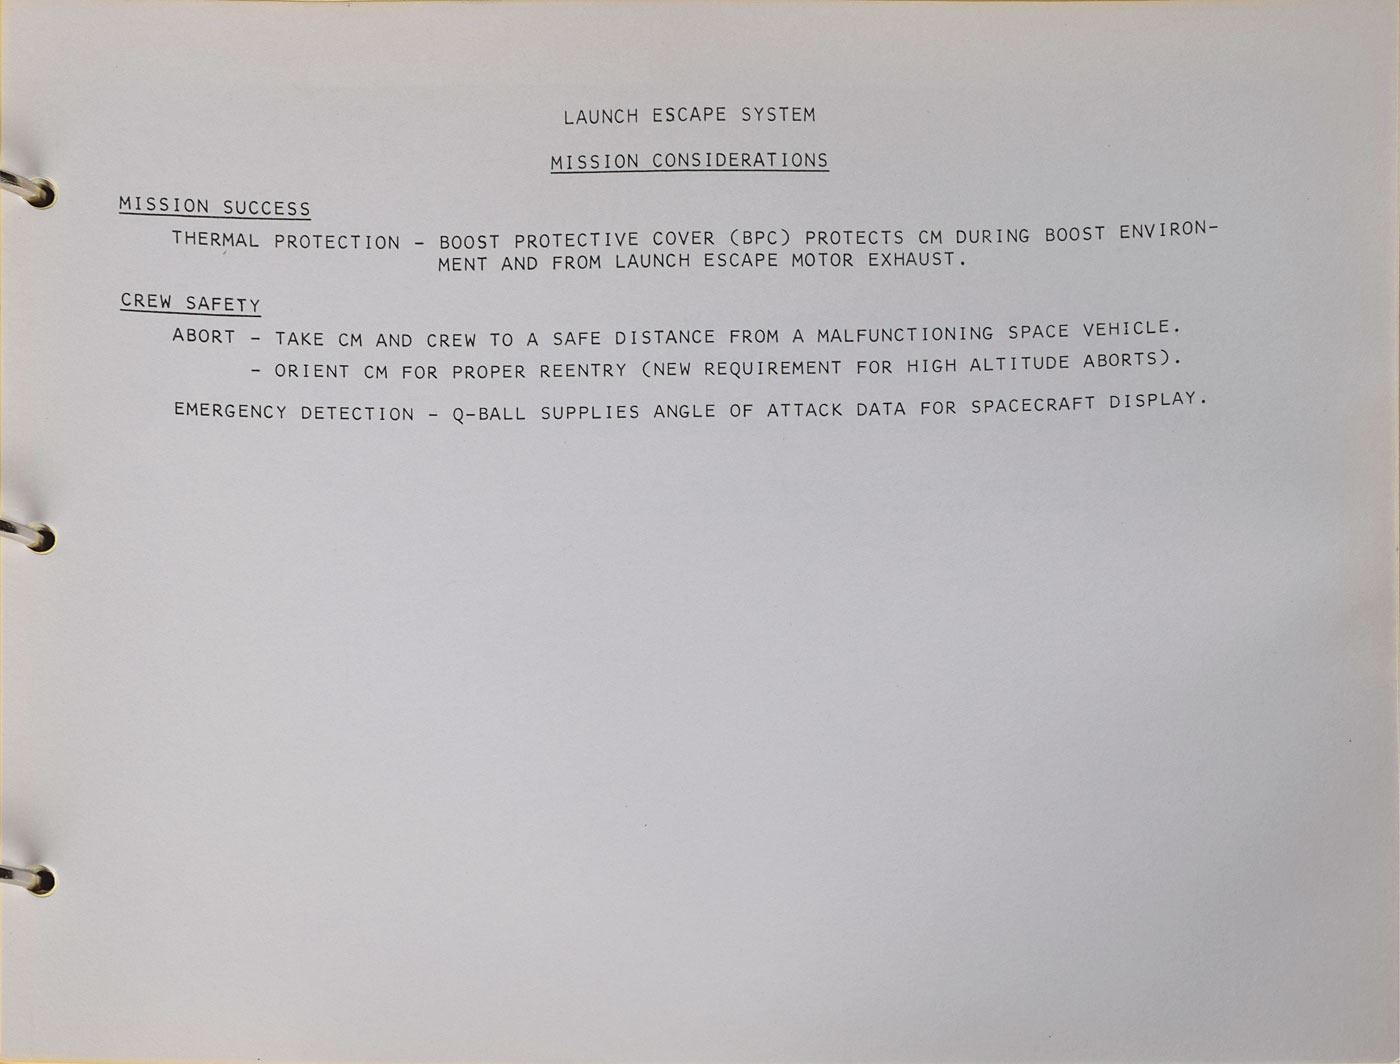 LAUNCH ESCAPE SYSTEM
MISSION CONSIDERATIONS
MISSION SUCCESS
THERMAL PROTECTION - BOOST PROTECTIVE COVER (BPC) PROTECTS CM DURING BOOST ENVIRON-
MENT AND FROM LAUNCH ESCAPE MOTOR EXHAUST.
CREW SAFETY
ABORT - TAKE CM AND CREW TO A SAFE DISTANCE FROM A MALFUNCTIONING SPACE VEHICLE.
- ORIENT CM FOR PROPER REENTRY (NEW REQUIREMENT FOR HIGH ALTITUDE ABORTS).
EMERGENCY DETECTION - Q-BALL SUPPLIES ANGLE OF ATTACK DATA FOR SPACECRAFT DISPLAY.